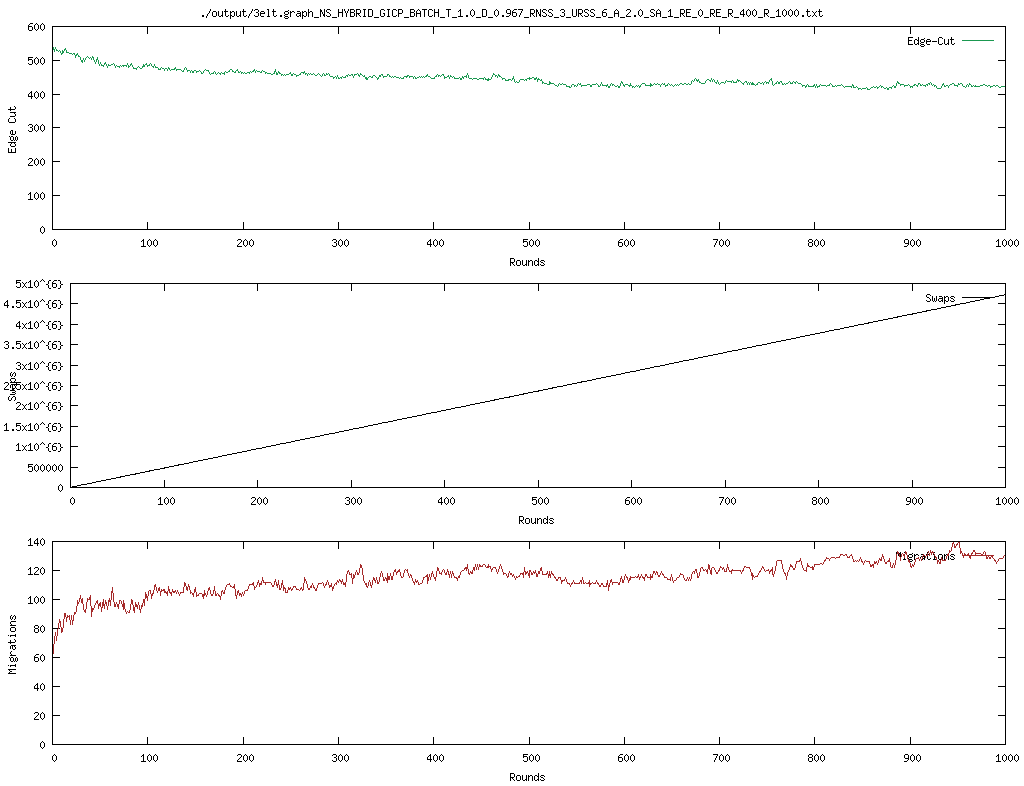 ./output/3elt.graph_NS_HYBRID_GICP_BATCH_T_1.0_D_0.967_RNSS_3_URSS_6_A_2.0_SA_1_RE_0_RE_R_400_R_1000.txt
600
500
400
300
200
100
0
Edge Cut
Edge-Cut
0 100 200 300 400 500 600 700 800 900 1000
Rounds
5x10^{6}
4.5x10^{6}
4x10^{6}
3.5x10^{6}
3x10^{6}
2.5x10^{6}
2x10^{6}
1.5x10^{6}
1x10^{6}
500000
0
Swaps
Swaps
0 100 200 300 400 500 600 700 800 900 1000
Rounds
140
120
100
80
60
40
20
0
Migrations
Migrations
0 100 200 300 400 500 600 700 800 900 1000
Rounds